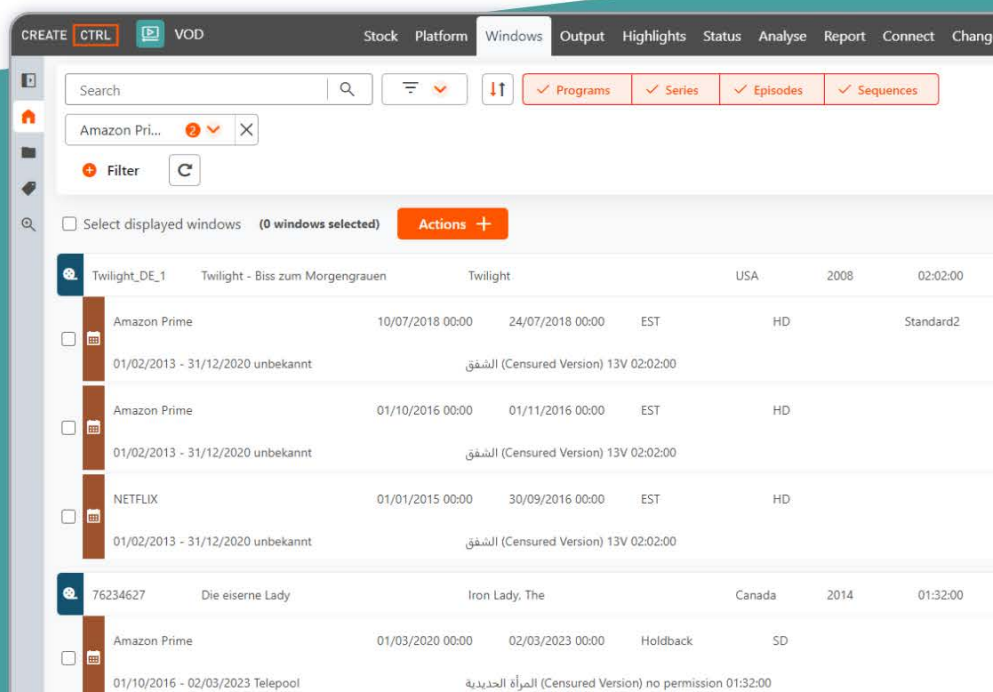 CREATE CTRL VOD Stock Platform Windows Output Highlights Status Analyse Report Connect Chang
Search Programs Series Episodes Sequences
Amazon Pri... 2
Filter
Select displayed windows (0 windows selected) Actions
Twilight_DE_1 Twilight - Biss zum Morgengrauen Twilight USA 2008 02:02:00
Amazon Prime 10/07/2018 00:00 24/07/2018 00:00 EST HD Standard2
01/02/2013 - 31/12/2020 unbekannt الشفق (Censured Version) 13V 02:02:00
Amazon Prime 01/10/2016 00:00 01/11/2016 00:00 EST HD
01/02/2013 - 31/12/2020 unbekannt الشفق (Censured Version) 13V 02:02:00
NETFLIX 01/01/2015 00:00 30/09/2016 00:00 EST HD
01/02/2013 - 31/12/2020 unbekannt الشفق (Censured Version) 13V 02:02:00
76234627 Die eiserne Lady Iron Lady, The Canada 2014 01:32:00
Amazon Prime 01/03/2020 00:00 02/03/2023 00:00 Holdback SD
01/10/2016 - 02/03/2023 Telepool المرأة الحديدية (Censured Version) no permission 01:32:00